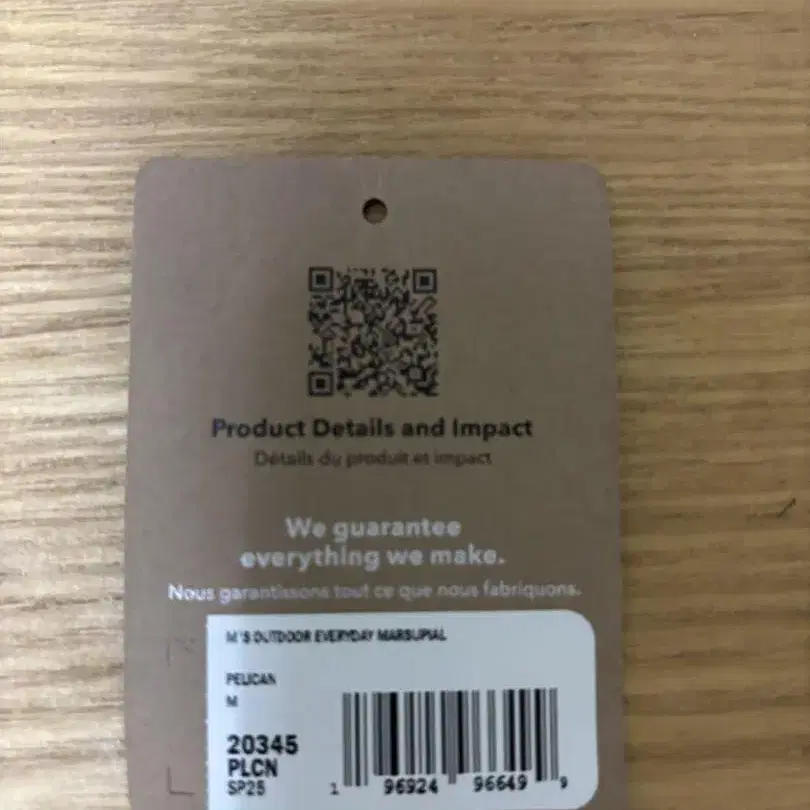 Product Details and Impact
Détails du produit et impact
We guarantee
everything we make.
Nous garantissons tout ce que nous fabriquons.
M'S OUTDOOR EVERYDAY MARSUPIAL
PELICAN
M
20345
PLCN
SP25
1 96924 96649 9